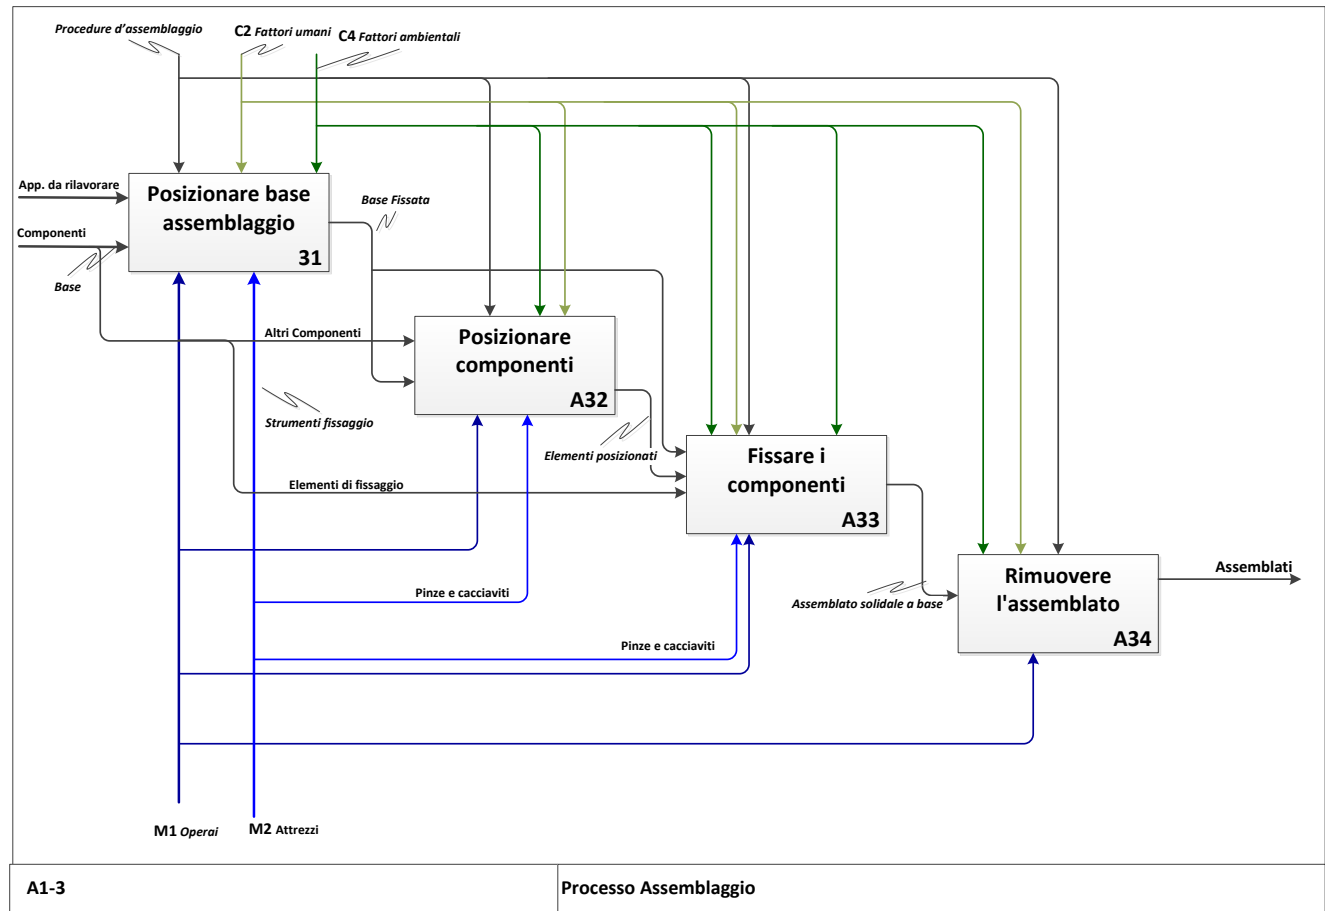 Procedure d'assemblaggio
C2 Fattori umani
C4 Fattori ambientali
App. da rilavorare
Posizionare base
assemblaggio
31
Base Fissata
Componenti
Base
Altri Componenti
Posizionare
componenti
A32
Strumenti fissaggio
Elementi posizionati
Fissare i
componenti
A33
Elementi di fissaggio
Rimuovere
l'assemblato
A34
Assemblati
Pinze e cacciaviti
Assemblato solidale a base
Pinze e cacciaviti
M1 Operai
M2 Attrezzi
A1-3
Processo Assemblaggio